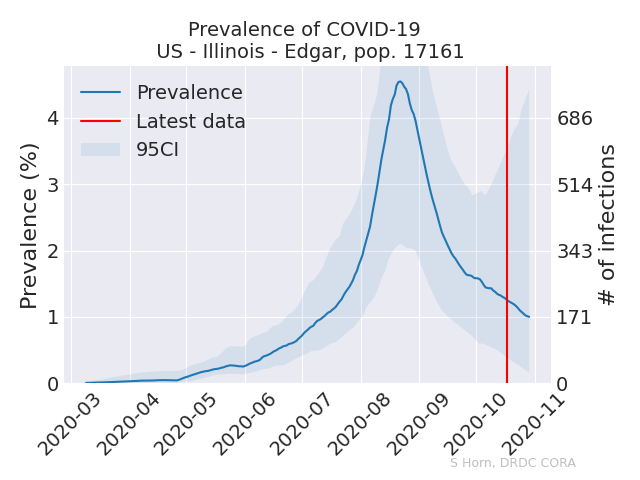 Prevalence of COVID-19
US - Illinois - Edgar, pop. 17161
Prevalence
Latest data
95CI
Prevalence (%)
4
3
2
1
0
686
514
343
171
0
# of infections
2020-03
2020-04
2020-05
2020-06
2020-07
2020-08
2020-09
2020-10
2020-11
S Horn, DRDC CORA